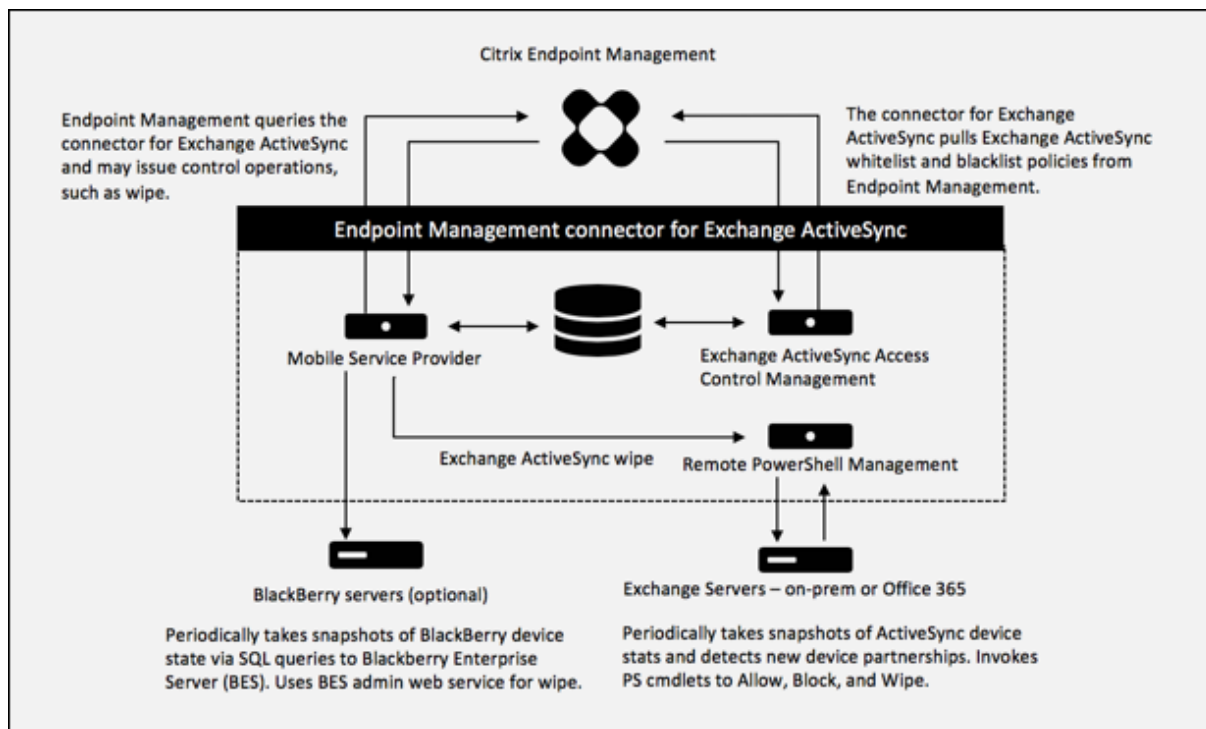 Citrix Endpoint Management
Endpoint Management queries the
connector for Exchange ActiveSync
and may issue control operations,
such as wipe.
The connector for Exchange
ActiveSync pulls Exchange ActiveSync
whitelist and blacklist policies from
Endpoint Management.
Endpoint Management connector for Exchange ActiveSync
Mobile Service Provider
Exchange ActiveSync Access
Control Management
Exchange ActiveSync wipe
Remote PowerShell Management
BlackBerry servers (optional)
Periodically takes snapshots of BlackBerry device
state via SQL queries to Blackberry Enterprise
Server (BES). Uses BES admin web service for wipe.
Exchange Servers – on-prem or Office 365
Periodically takes snapshots of ActiveSync device
stats and detects new device partnerships. Invokes
PS cmdlets to Allow, Block, and Wipe.